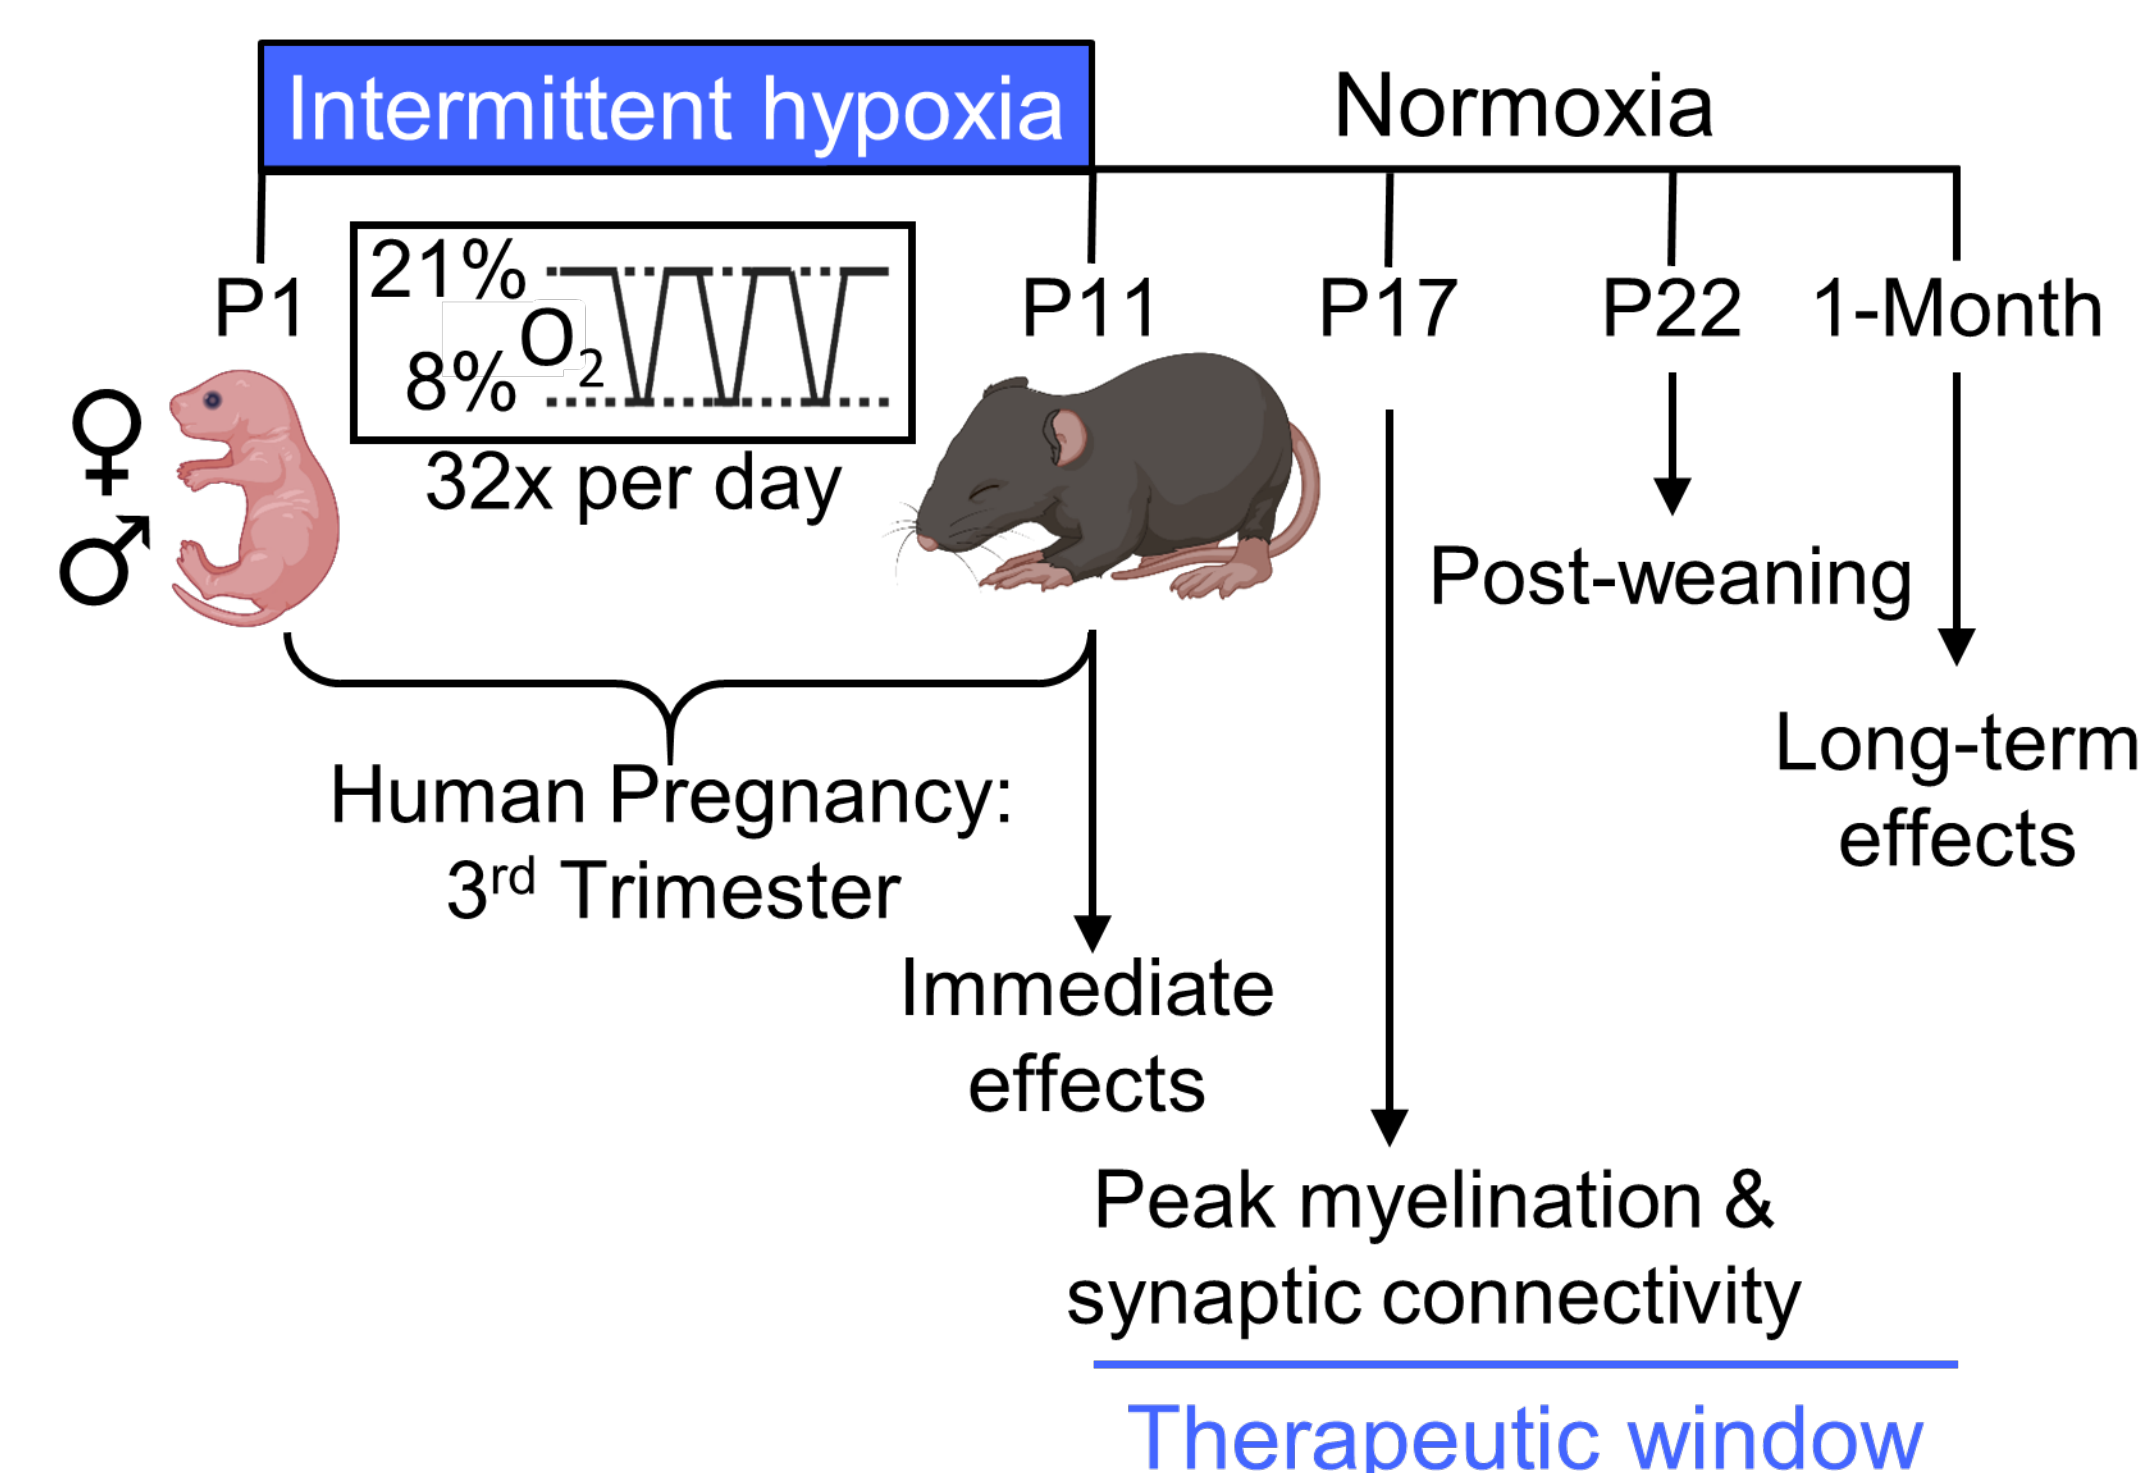 Intermittent hypoxia
Normoxia
P1
21%
O₂
8%
32x per day
P11
P17
P22
1-Month
Post-weaning
Long-term
effects
Human Pregnancy:
3rd Trimester
Immediate
effects
Peak myelination &
synaptic connectivity
Therapeutic window